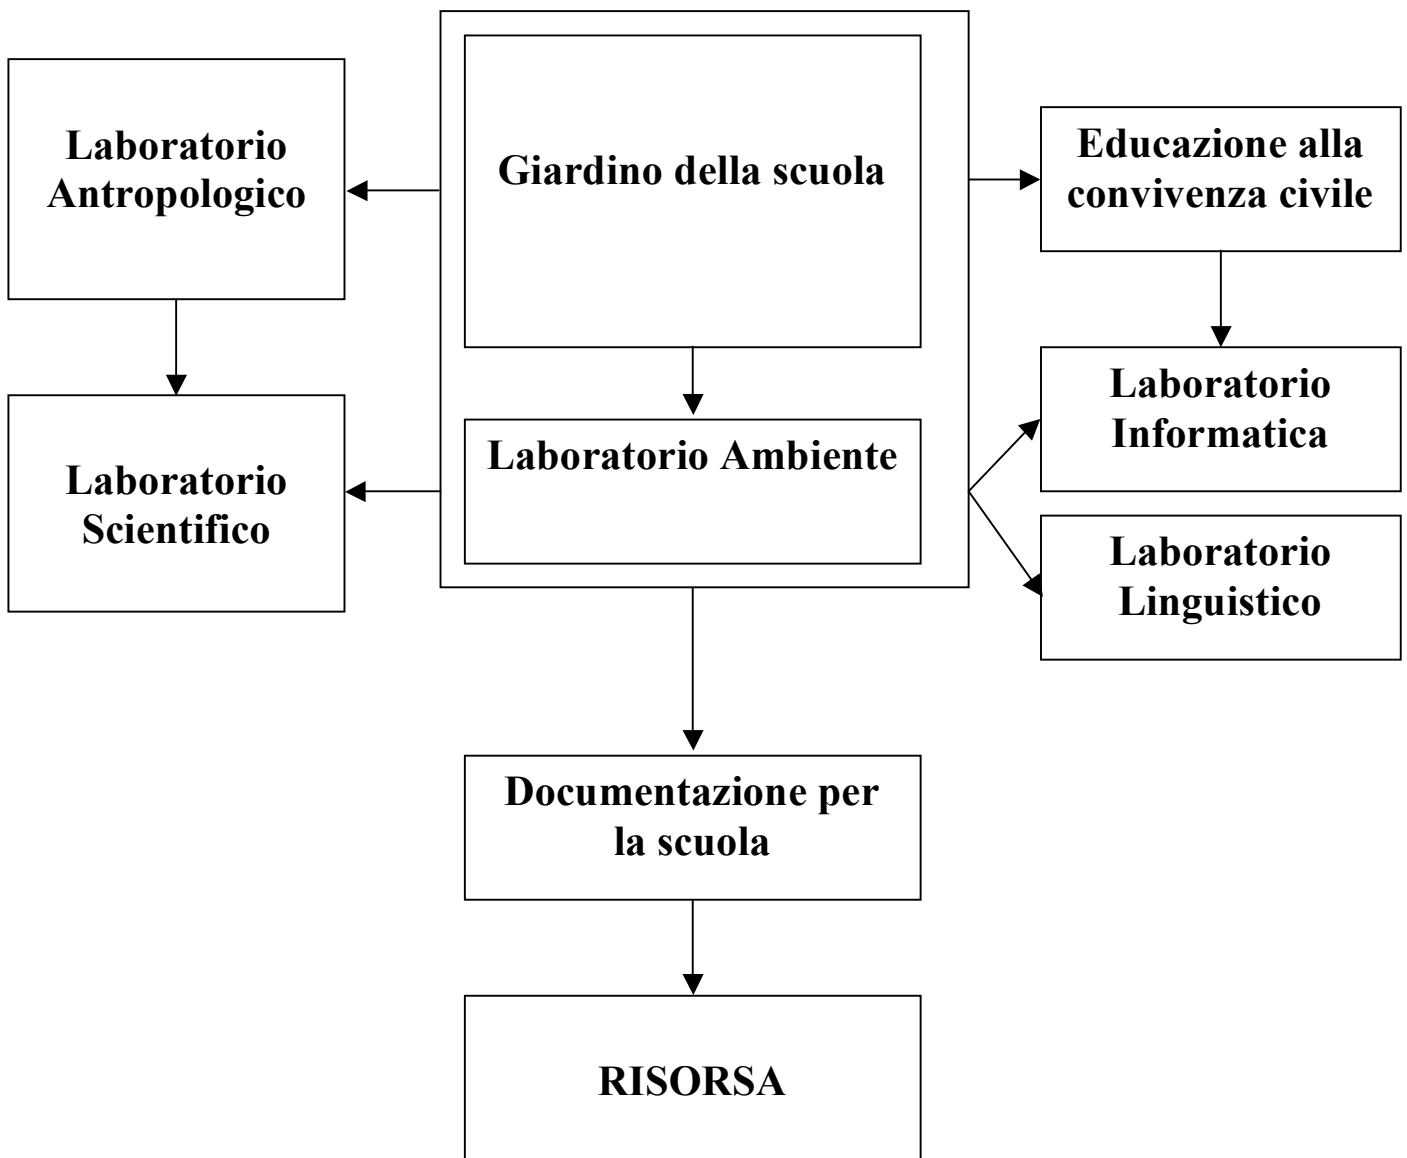 Laboratorio
Antropologico
Giardino della scuola
Educazione alla
convivenza civile
Laboratorio
Scientifico
Laboratorio Ambiente
Laboratorio
Informatica
Laboratorio
Linguistico
Documentazione per
la scuola
RISORSA